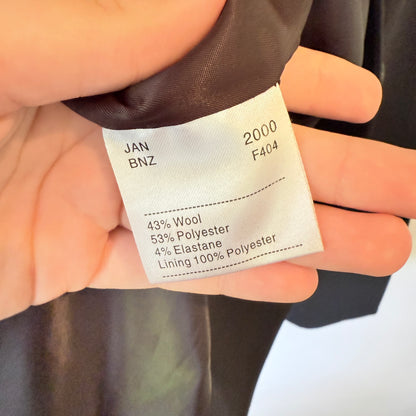 JAN 2000
BNZ F404
43% Wool
53% Polyester
4% Elastane
Lining 100% Polyester